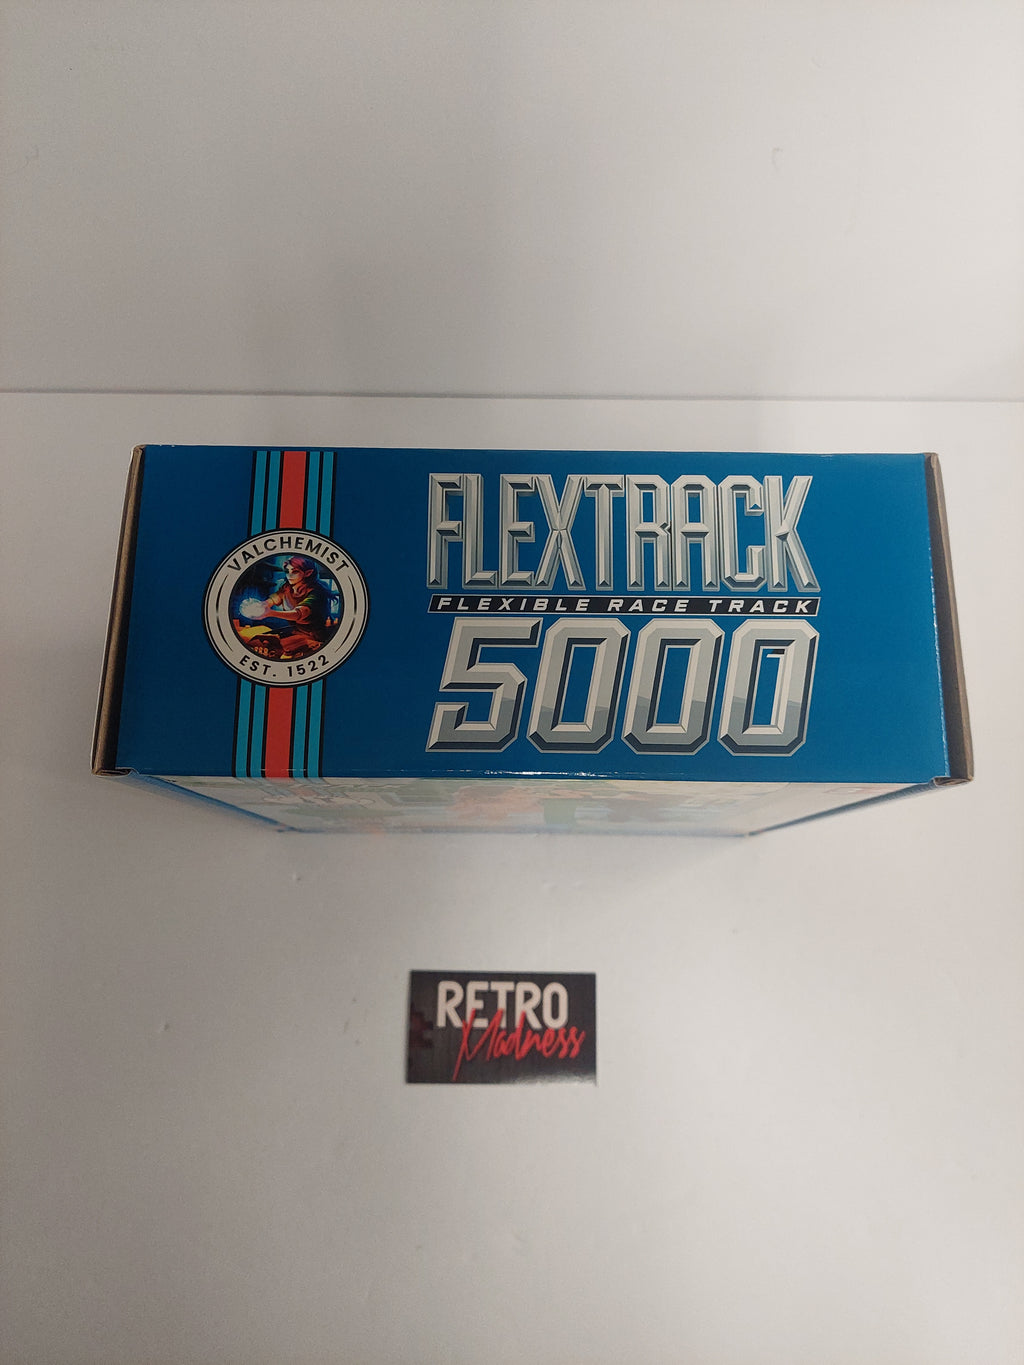 VALCHEMIST
EST. 1522
FLEXTRACK
FLEXIBLE RACE TRACK
5000
RETRO
Madness